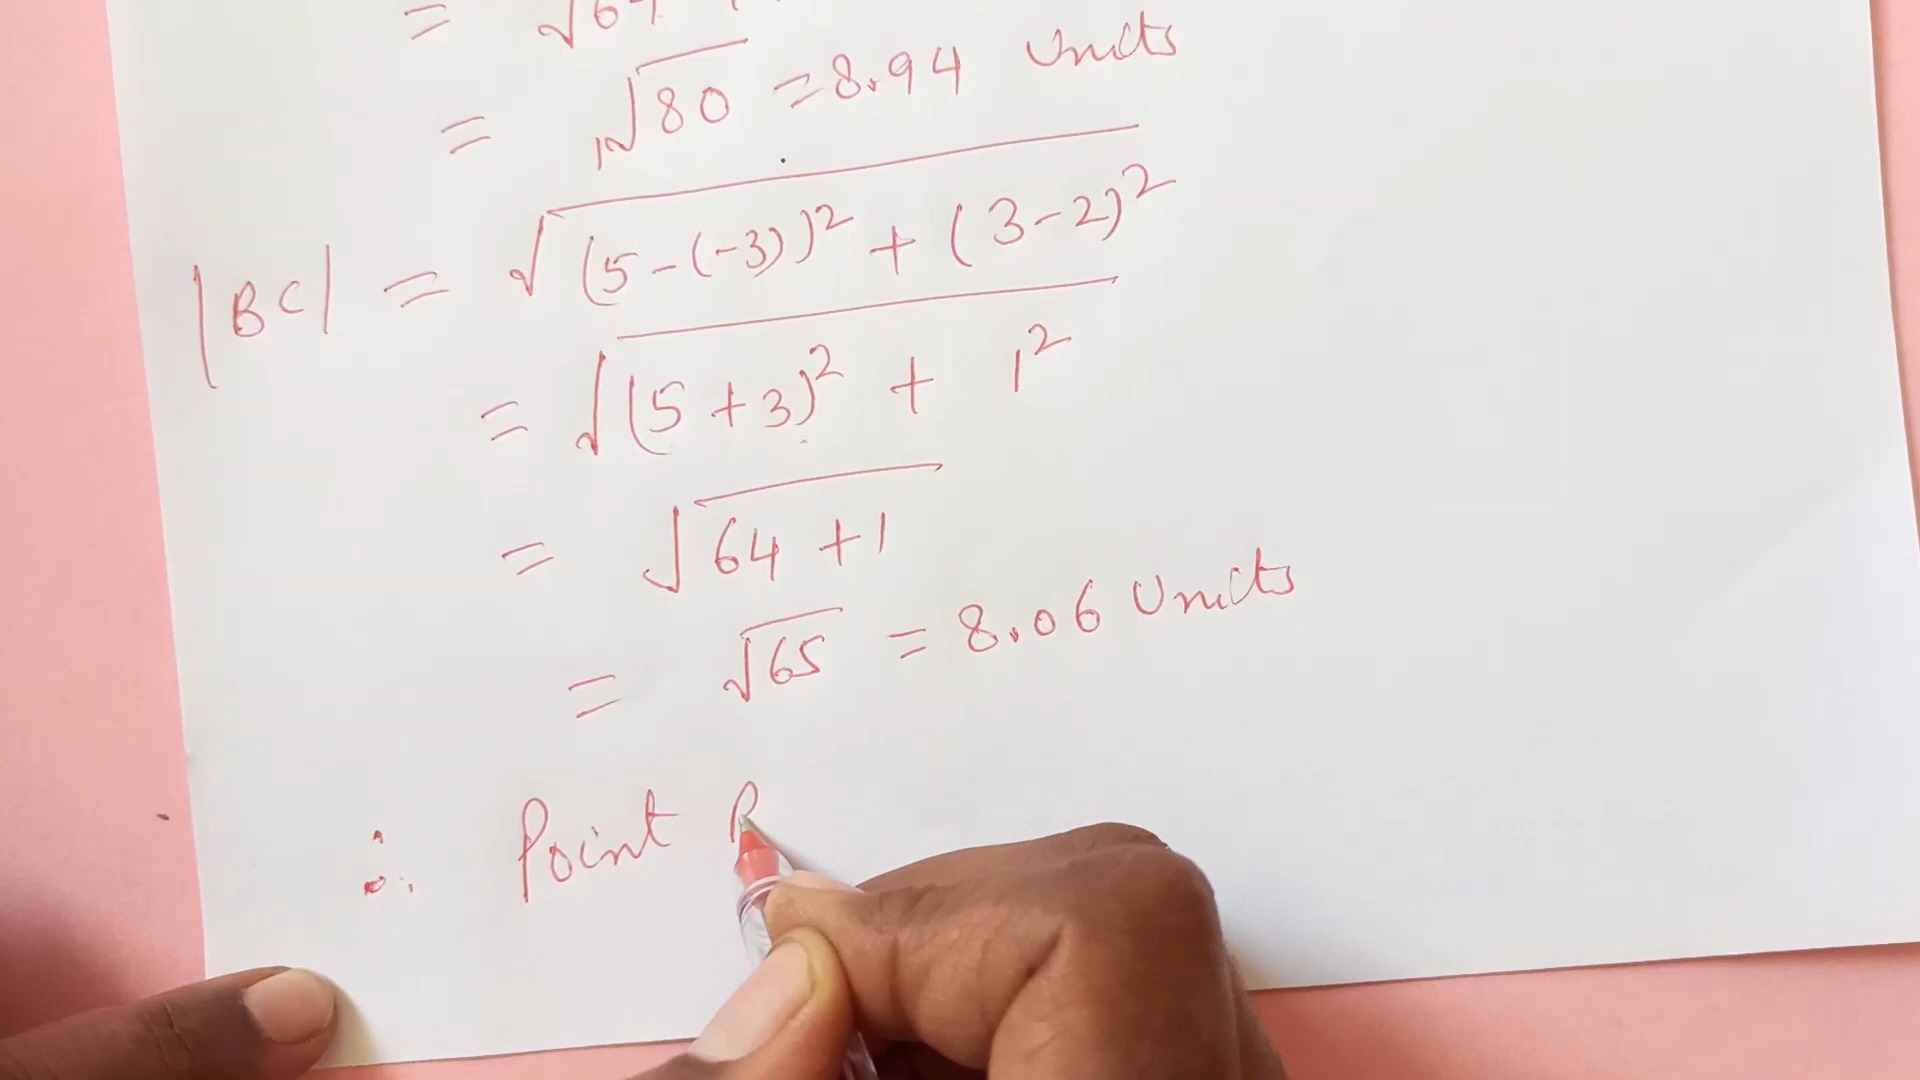 = √64
= √80 = 8.94 Units
|BC| = √(5-(-3))² + (3-2)²
= √(5+3)² + 1²
= √64 + 1
= √65 = 8.06 Units
∴ Point